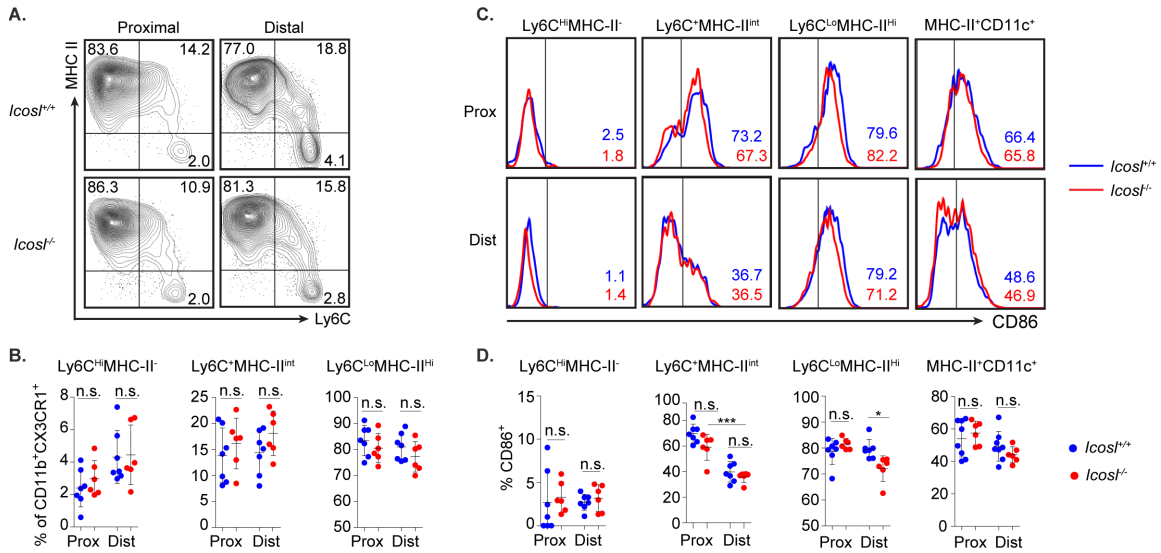 A.
Proximal Distal
MHC II
Icosl+/+
83.6 14.2 77.0 18.8
2.0 4.1
Icosl-/-
86.3 10.9 81.3 15.8
2.0 2.8
Ly6C
B.
Ly6CHiMHC-II- Ly6C+MHC-IIint Ly6CLoMHC-IIHi
% of CD11b+CX3CR1+
n.s. n.s. n.s. n.s. n.s. n.s.
8 25 100
6 20 90
4 15 80
2 10 70
0 5 60
0 50
Prox Dist Prox Dist Prox Dist
C.
Ly6CHiMHC-II- Ly6C+MHC-IIint Ly6CLoMHC-IIHi MHC-II+CD11c+
Prox
2.5 73.2 79.6 66.4
1.8 67.3 82.2 65.8
Dist
1.1 36.7 79.2 48.6
1.4 36.5 71.2 46.9
CD86
Icosl+/+
Icosl-/-
D.
Ly6CHiMHC-II- Ly6C+MHC-IIint Ly6CLoMHC-IIHi MHC-II+CD11c+
% CD86+
n.s. n.s. n.s. *** n.s. n.s. * n.s. n.s.
15 100 100 80
10 80 90 60
5 60 80 40
0 40 70 20
20 60 0
0 50
Prox Dist Prox Dist Prox Dist Prox Dist
Icosl+/+
Icosl-/-